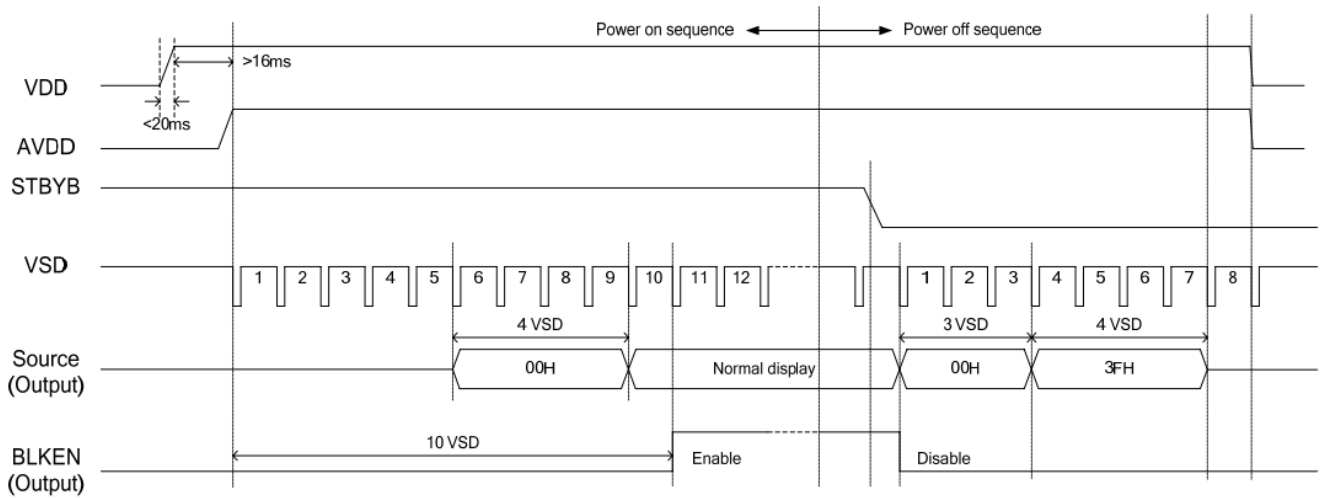 Power on sequence
Power off sequence
VDD
>16ms
<20ms
AVDD
STBYB
VSD
1 2 3 4 5 6 7 8 9 10 11 12 1 2 3 4 5 6 7 8
4 VSD
3 VSD
4 VSD
Source
(Output)
00H
Normal display
00H
3FH
10 VSD
BLKEN
(Output)
Enable
Disable